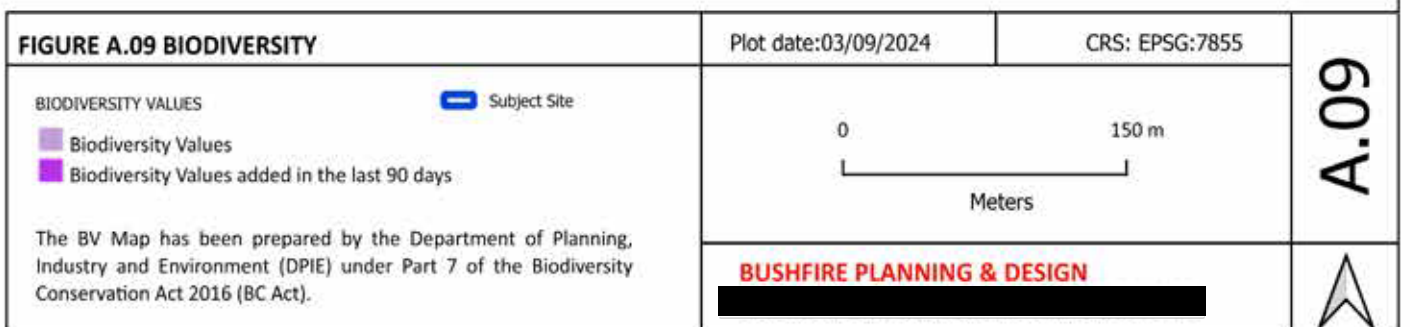 FIGURE A.09 BIODIVERSITY
Plot date:03/09/2024
CRS: EPSG:7855
A.09
BIODIVERSITY VALUES
Subject Site
Biodiversity Values
Biodiversity Values added in the last 90 days
0
150 m
Meters
The BV Map has been prepared by the Department of Planning,
Industry and Environment (DPIE) under Part 7 of the Biodiversity
Conservation Act 2016 (BC Act).
BUSHFIRE PLANNING & DESIGN